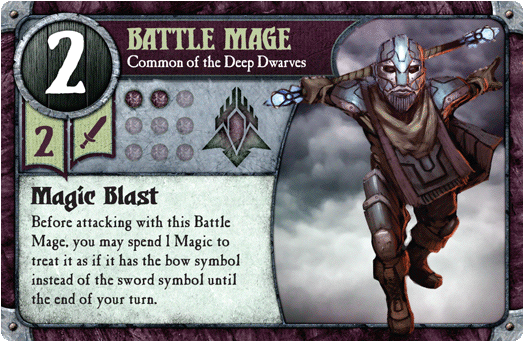 2
BATTLE MAGE
Common of the Deep Dwarves
2
Magic Blast
Before attacking with this Battle
Mage, you may spend 1 Magic to
treat it as if it has the bow symbol
instead of the sword symbol until
the end of your turn.